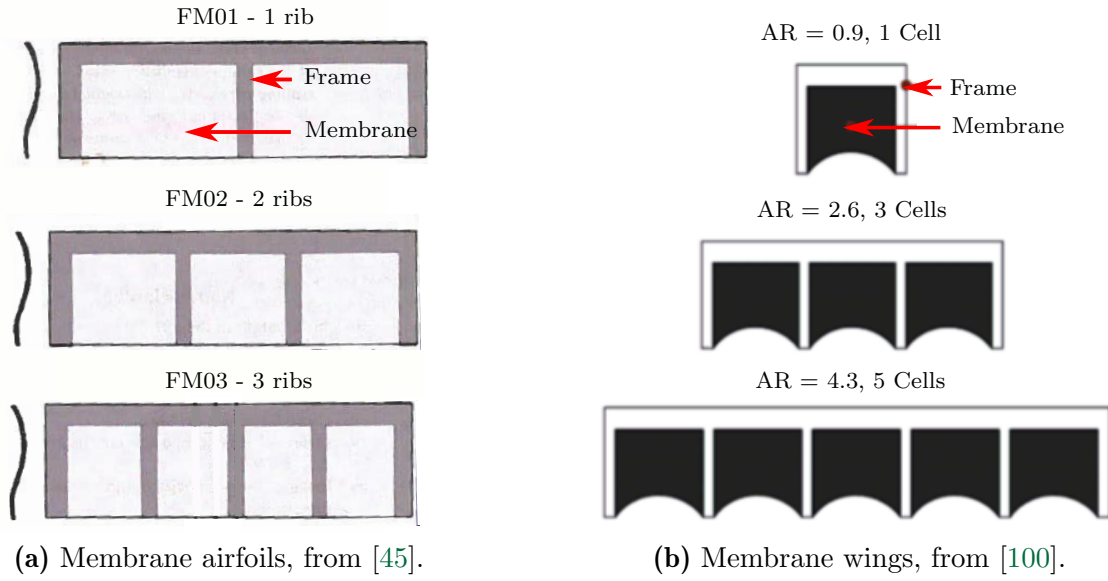 FM01 - 1 rib
Frame
Membrane
FM02 - 2 ribs
FM03 - 3 ribs
(a) Membrane airfoils, from [45].
AR = 0.9, 1 Cell
Frame
Membrane
AR = 2.6, 3 Cells
AR = 4.3, 5 Cells
(b) Membrane wings, from [100].